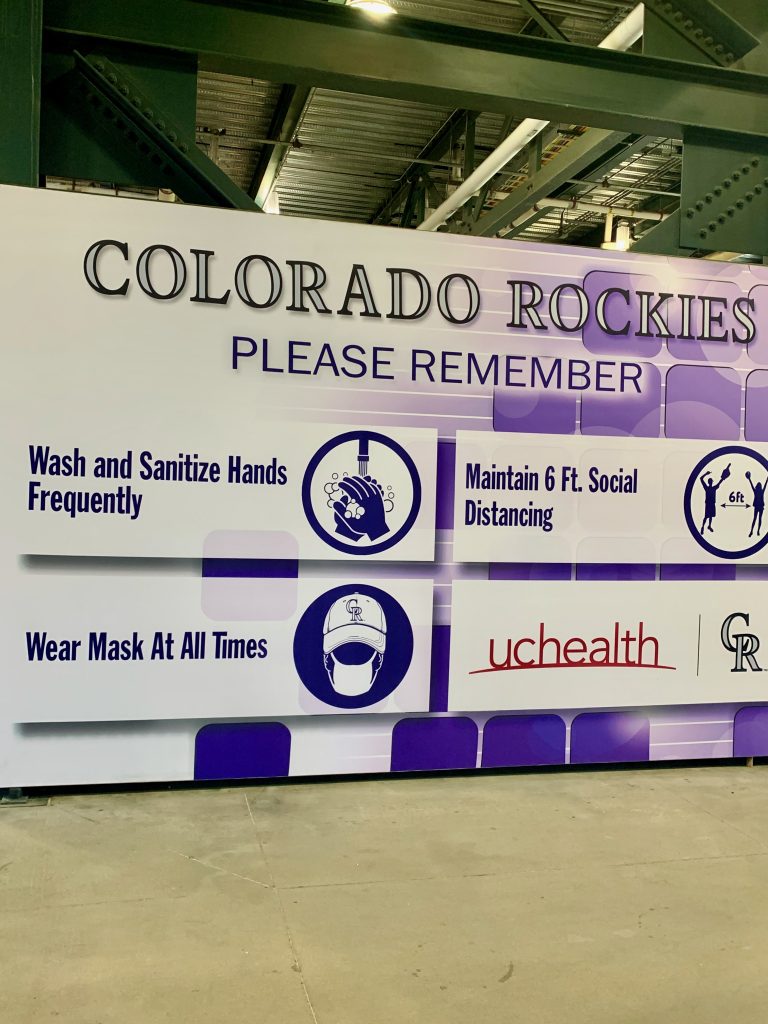 COLORADO ROCKIES
PLEASE REMEMBER
Wash and Sanitize Hands
Frequently
Maintain 6 Ft. Social
Distancing
6ft
Wear Mask At All Times
CR
uchealth
CR